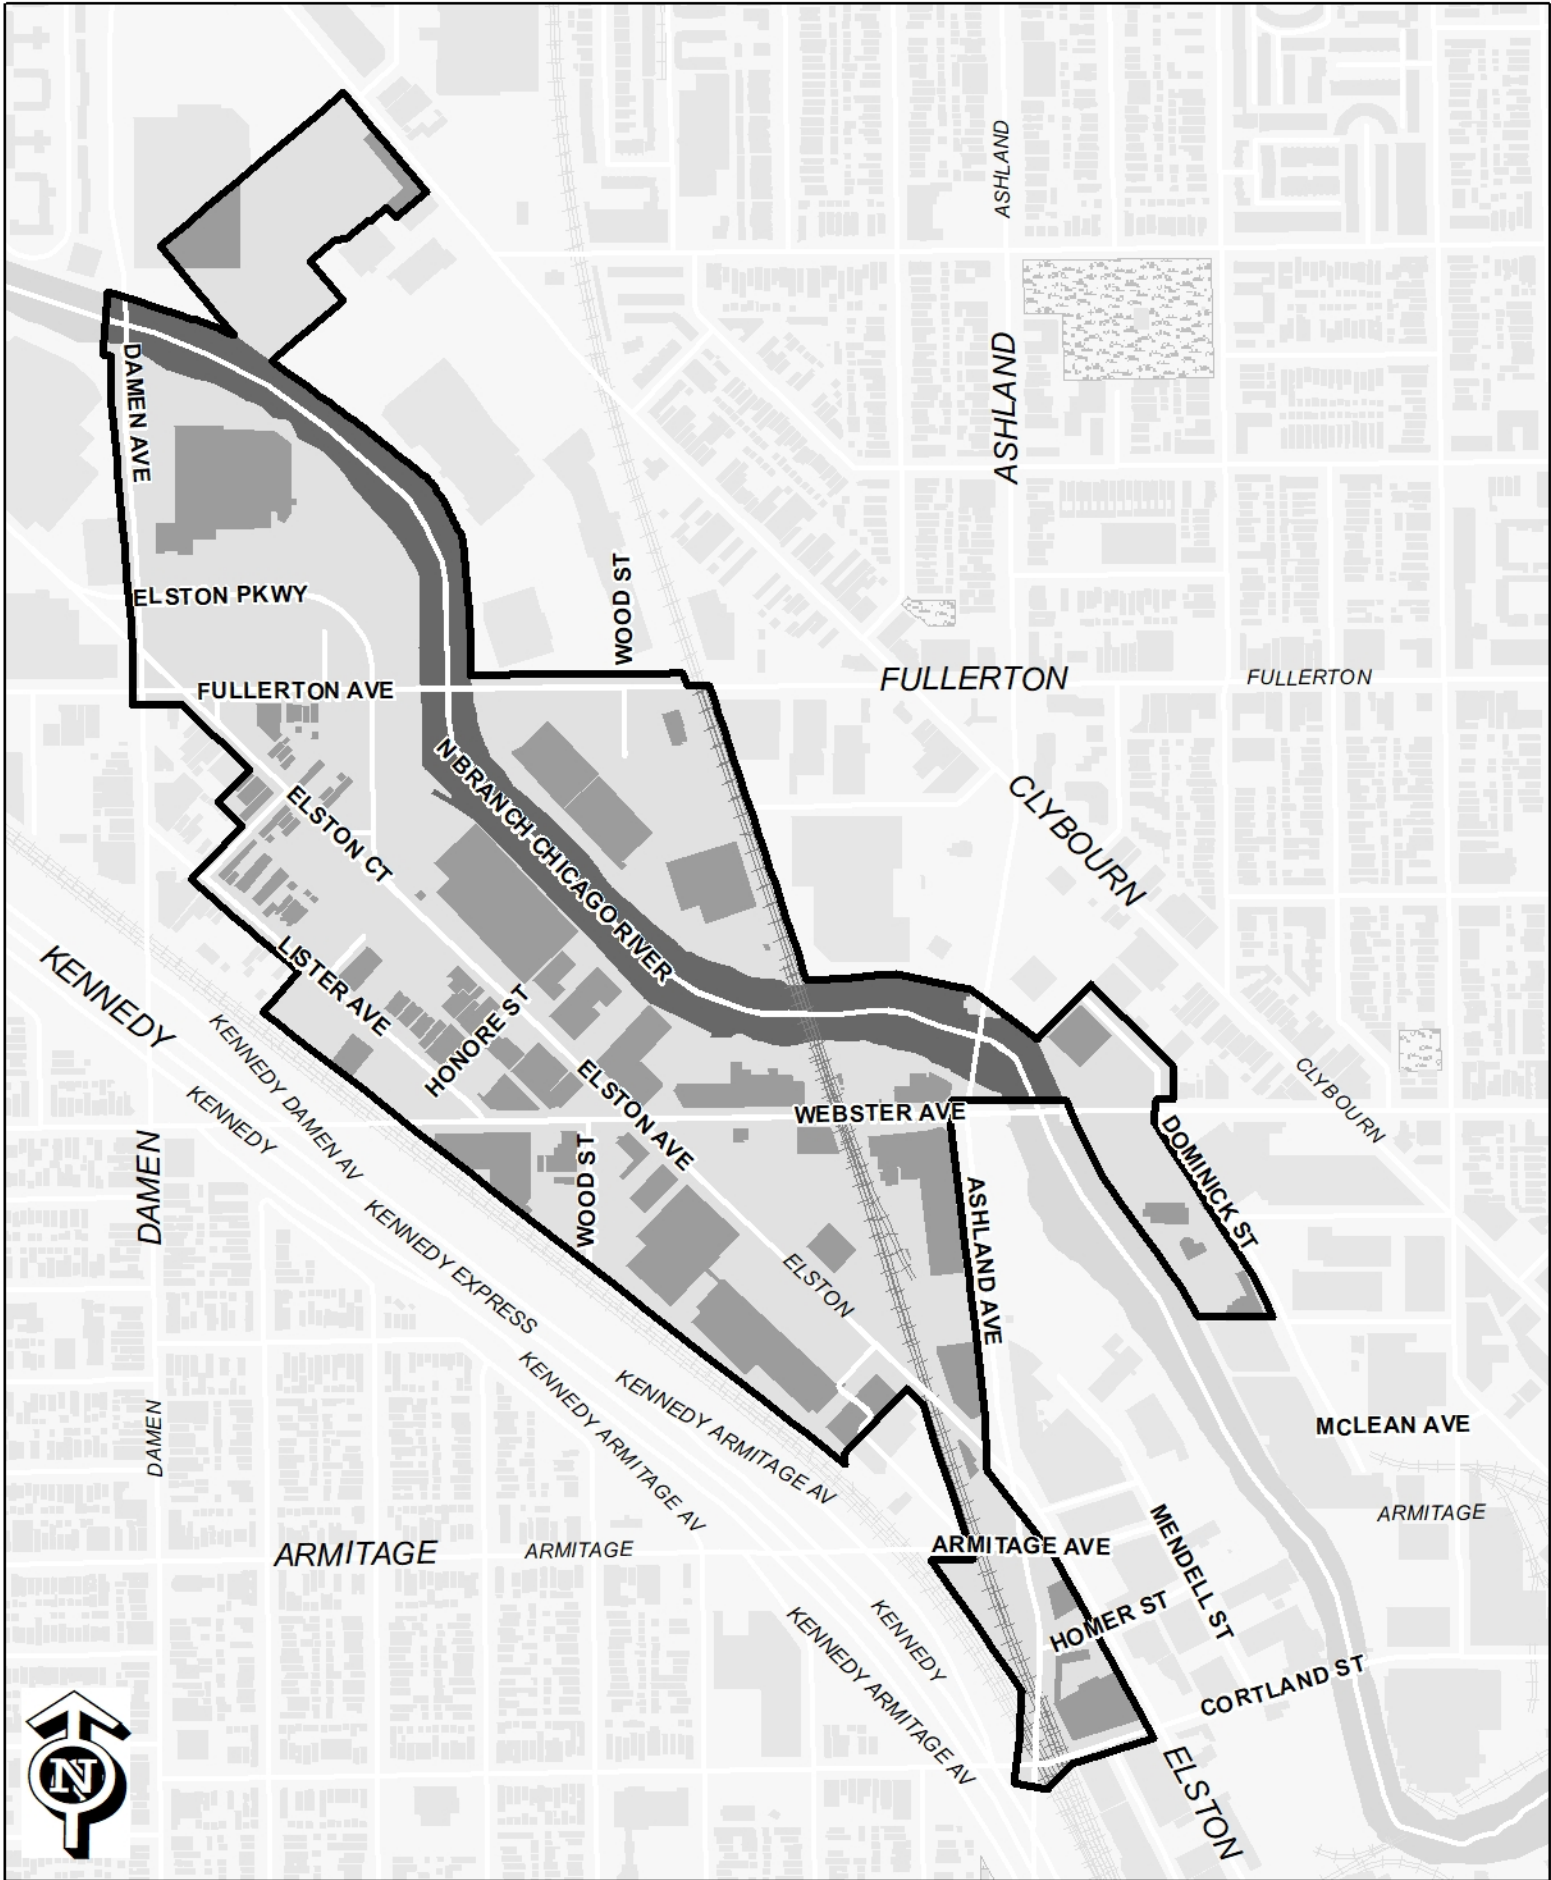 ASHLAND
DAMEN AVE
ASHLAND
ELSTON PKWY
WOOD ST
FULLERTON AVE
FULLERTON
FULLERTON
N BRANCH CHICAGO RIVER
ELSTON CT
CLYBOURN
KENNEDY
LISTER AVE
HONORE ST
KENNEDY DAMEN AV
KENNEDY
ELSTON AVE
WEBSTER AVE
CLYBOURN
DAMEN
WOOD ST
DOMINICK ST
ASHLAND AVE
KENNEDY EXPRESS
ELSTON
KENNEDY ARMITAGE AV
KENNEDY ARMITAGE AV
DAMEN
MCLEAN AVE
ARMITAGE
ARMITAGE
ARMITAGE
ARMITAGE AVE
MENDELL ST
HOMER ST
KENNEDY
KENNEDY ARMITAGE AV
CORTLAND ST
ELSTON
N